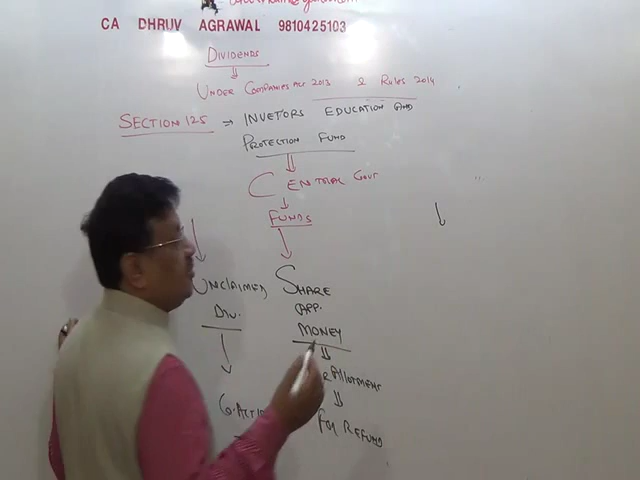 CA DHRUV AGRAWAL 9810425103
DIVIDENDS
UNDER COMPANIES ACT 2013 & RULES 2014
SECTION 125 → INVETORS EDUCATION AND
PROTECTION FUND
CENTRAL GOVT
FUNDS
UNCLAIMED SHARE
DIV. APP.
MONEY
ALLOTMENT
FOR REFUND